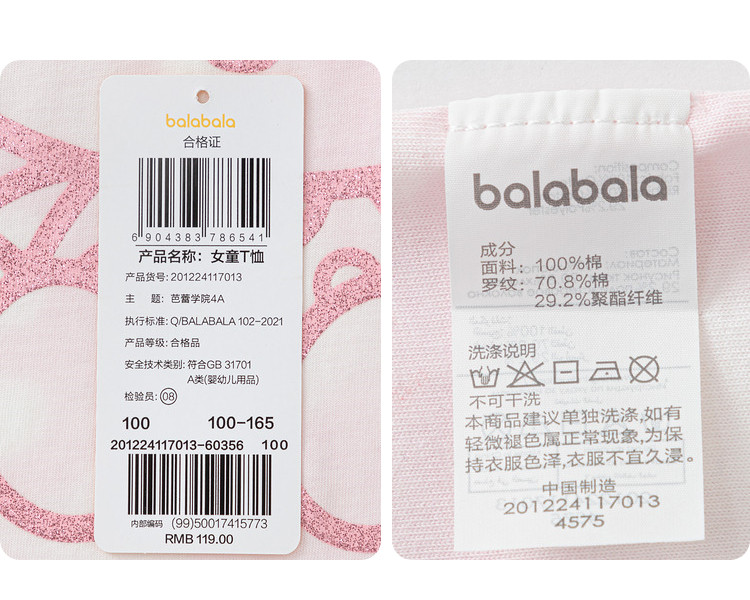 balabala
合格证
6 904383 786541
产品名称: 女童T恤
产品货号: 201224117013
主 题: 芭蕾学院4A
执行标准: Q/BALABALA 102-2021
产品等级: 合格品
安全技术类别: 符合GB 31701
A类(婴幼儿用品)
检验员: 08
100 100-165
201224117013-60356 100
内部编码 (99)50017415773
RMB 119.00
balabala
成分
面料: 100%棉
罗纹: 70.8%棉
29.2%聚酯纤维
洗涤说明
不可干洗
本商品建议单独洗涤,如有
轻微褪色属正常现象,为保
持衣服色泽,衣服不宜久浸。
中国制造
201224117013
4575